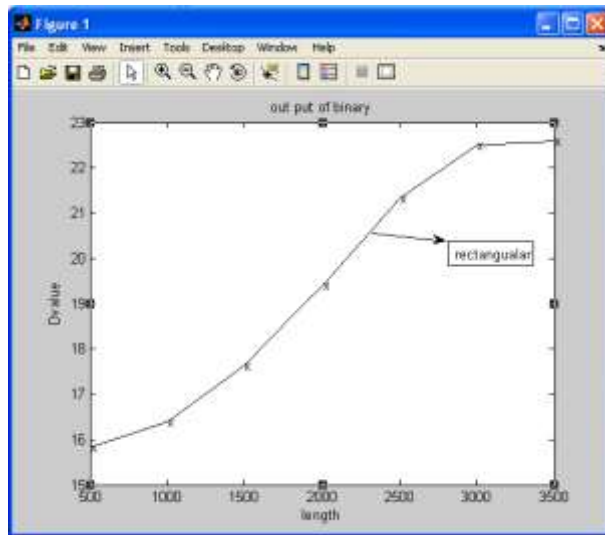 Figure 1
File Edit View Insert Tools Desktop Window Help
out put of binary
23
22
21
20
19
18
17
16
15
Dvalue
rectangualar
500 1000 1500 2000 2500 3000 3500
length